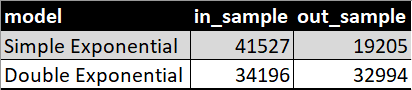 model in_sample out_sample
Simple Exponential 41527 19205
Double Exponential 34196 32994